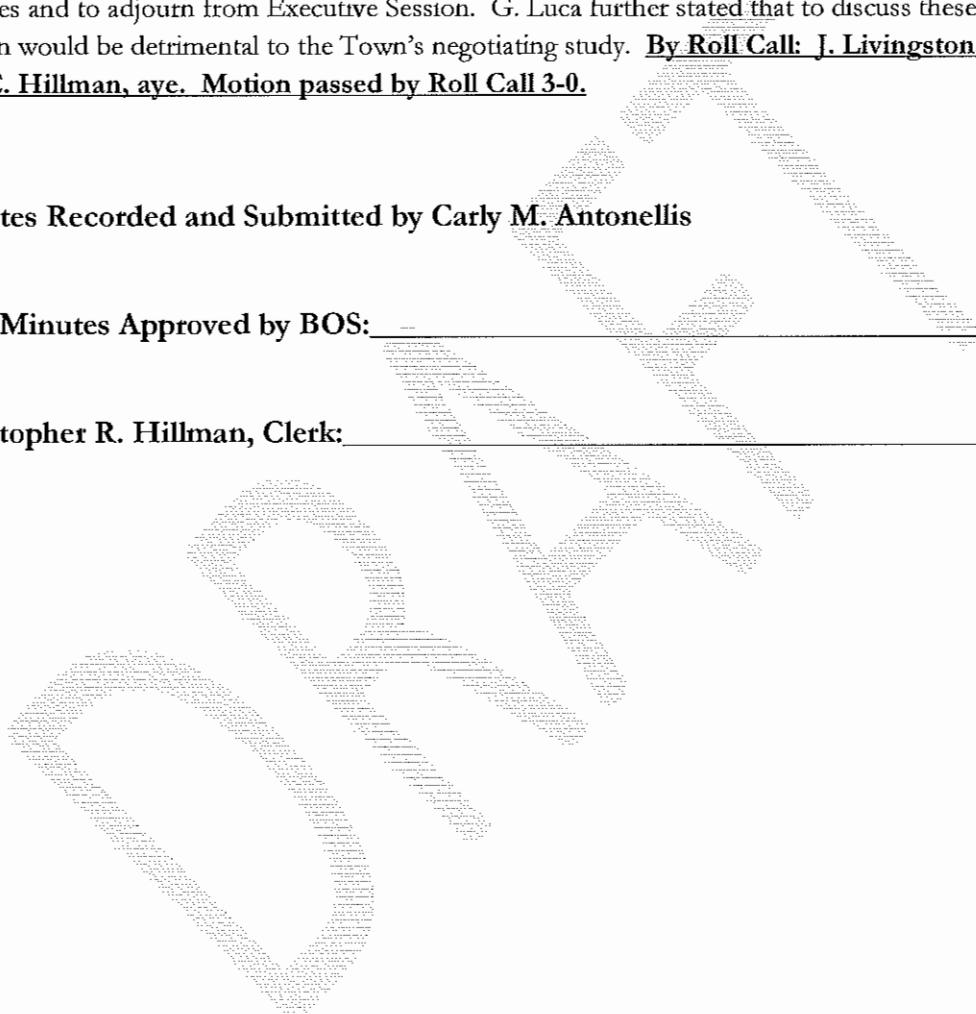 es and to adjourn from Executive Session. G. Luca further stated that to discuss these
n would be detrimental to the Town's negotiating study. By Roll Call: J. Livingston
C. Hillman, aye. Motion passed by Roll Call 3-0.
tes Recorded and Submitted by Carly M. Antonellis
Minutes Approved by BOS:
topher R. Hillman, Clerk:
DRAFT